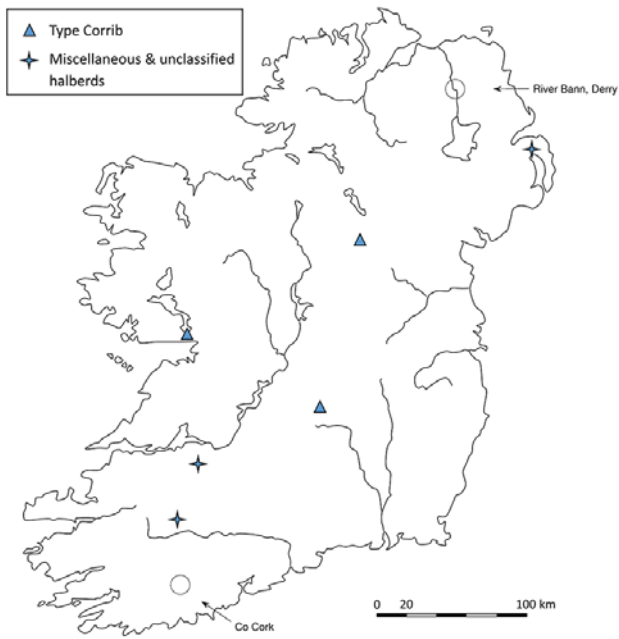 Type Corrib
Miscellaneous & unclassified
halberds
River Bann, Derry
Co Cork
0 20 100 km